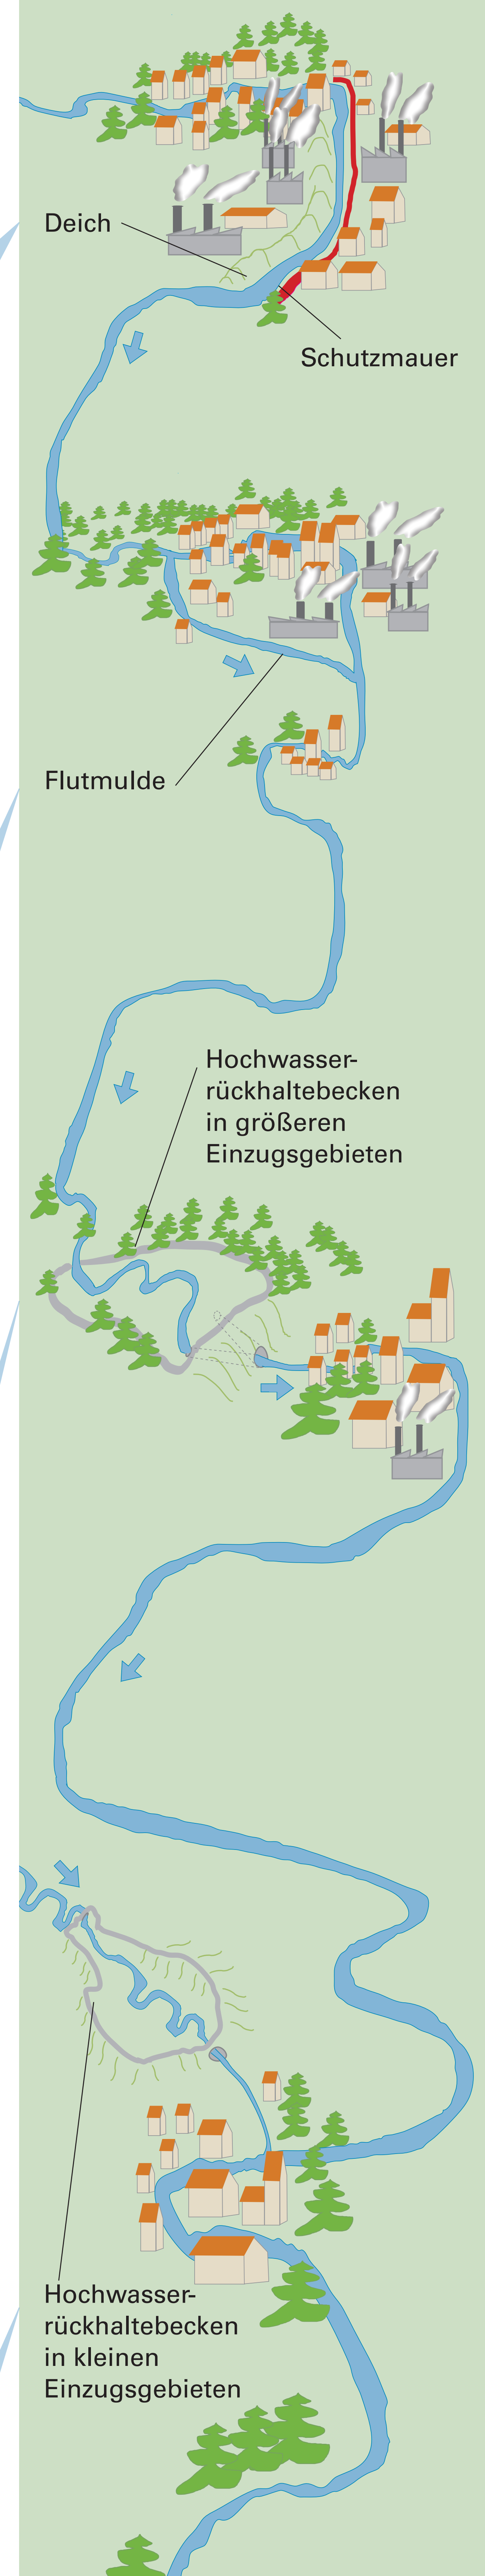 Deich
Schutzmauer
Flutmulde
Hochwasser-
rückhaltebecken
in größeren
Einzugsgebieten
Hochwasser-
rückhaltebecken
in kleinen
Einzugsgebieten